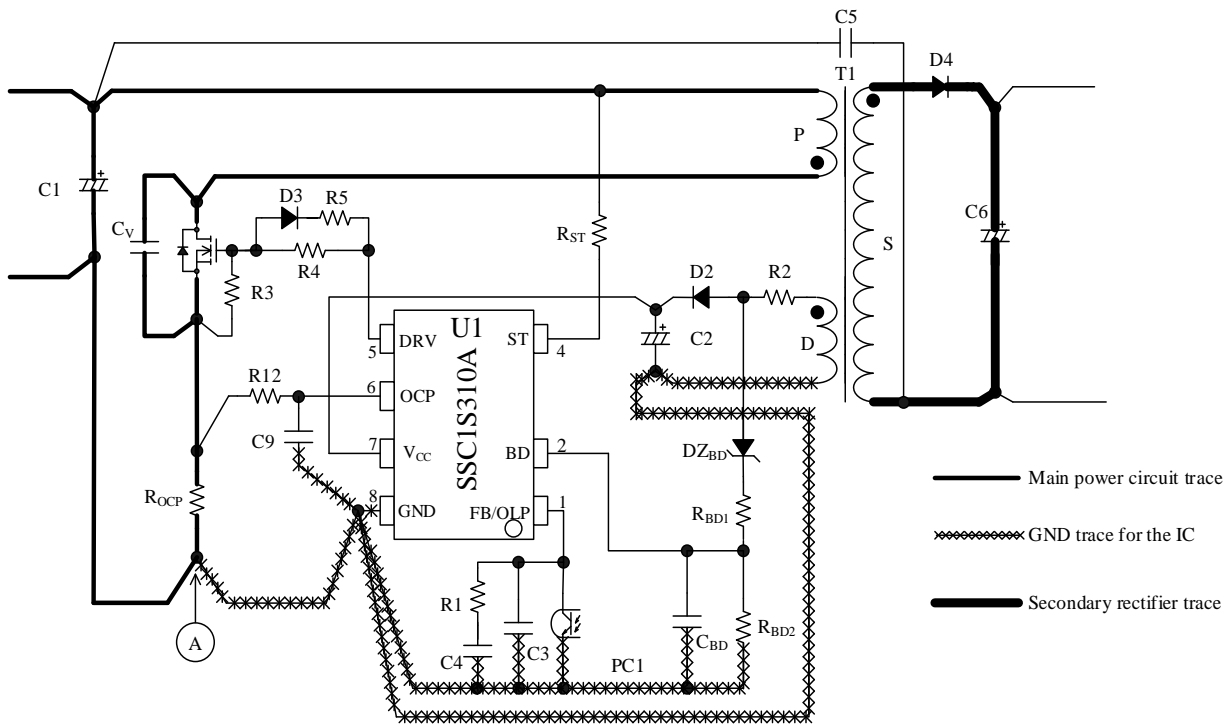 C5
T1
D4
P
C1
D3
R5
CV
RST
C6
S
R4
D2
R2
R3
U1
DRV
ST
C2
D
5
4
SSC1S310A
R12
6
OCP
C9
7
VCC
BD
2
DZBD
ROCP
8
GND
FB/OLP
1
RBD1
Main power circuit trace
GND trace for the IC
R1
C4
C3
PC1
CBD
RBD2
Secondary rectifier trace
A
+
+
+